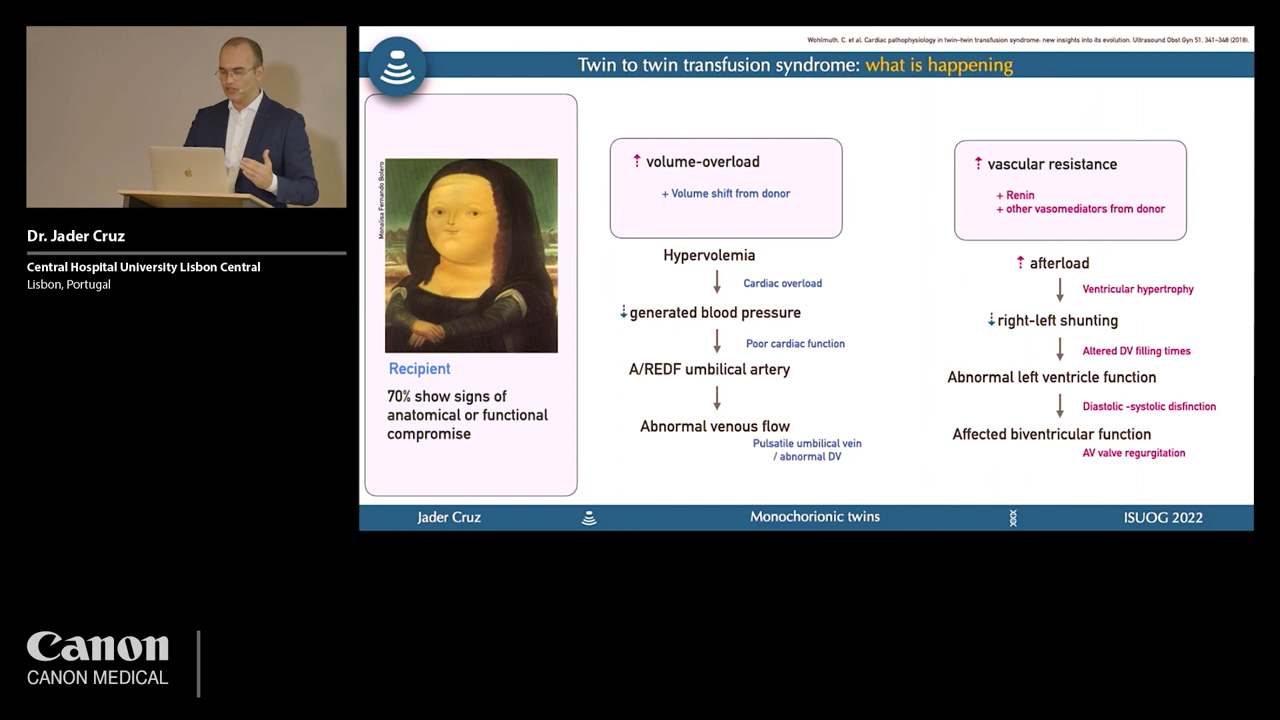 Wohlmuth, C. et al. Cardiac pathophysiology in twin-twin transfusion syndrome: new insights into its evolution. Ultrasound Obst Gyn 51, 341–348 (2018).
Twin to twin transfusion syndrome: what is happening
Monalisa Fernando Botero
Recipient
70% show signs of
anatomical or functional
compromise
⇡ volume-overload
+ Volume shift from donor
Hypervolemia
Cardiac overload
⇣generated blood pressure
Poor cardiac function
A/REDF umbilical artery
Abnormal venous flow
Pulsatile umbilical vein
/ abnormal DV
⇡ vascular resistance
+ Renin
+ other vasomediators from donor
⇡ afterload
Ventricular hypertrophy
⇣right-left shunting
Altered DV filling times
Abnormal left ventricle function
Diastolic -systolic disfinction
Affected biventricular function
AV valve regurgitation
Jader Cruz
Monochorionic twins
ISUOG 2022
Dr. Jader Cruz
Central Hospital University Lisbon Central
Lisbon, Portugal
Canon
CANON MEDICAL